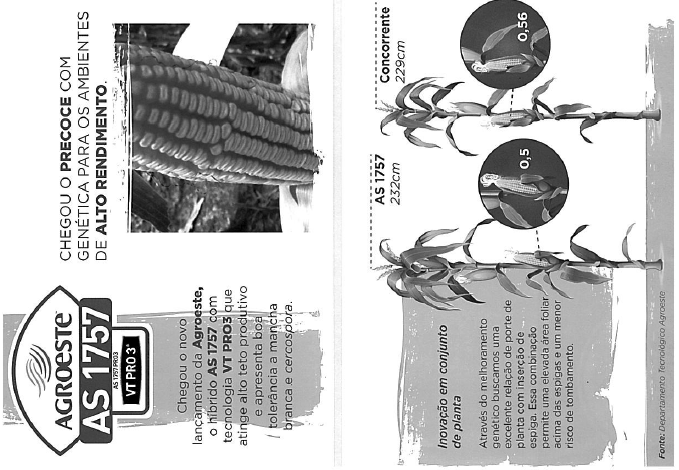 AGROESTE
AS 1757
AS 1757 PRO3
VT PRO 3®
CHEGOU O PRECOCE COM
GENÉTICA PARA OS AMBIENTES
DE ALTO RENDIMENTO.
Chegou o novo
lançamento da Agroeste,
o híbrido AS 1757 com
tecnologia VT PRO3 que
atinge alto teto produtivo
e apresenta boa
tolerância a mancha
branca e cercospora.
Inovação em conjunto
de planta
Através do melhoramento
genético buscamos uma
excelente relação de porte de
planta com inserção de
espiga. Essa combinação
permite uma elevada área foliar
acima das espigas e um menor
risco de tombamento.
AS 1757
232cm
0,5
Concorrente
229cm
0,56
Fonte: Departamento Tecnológico Agroeste